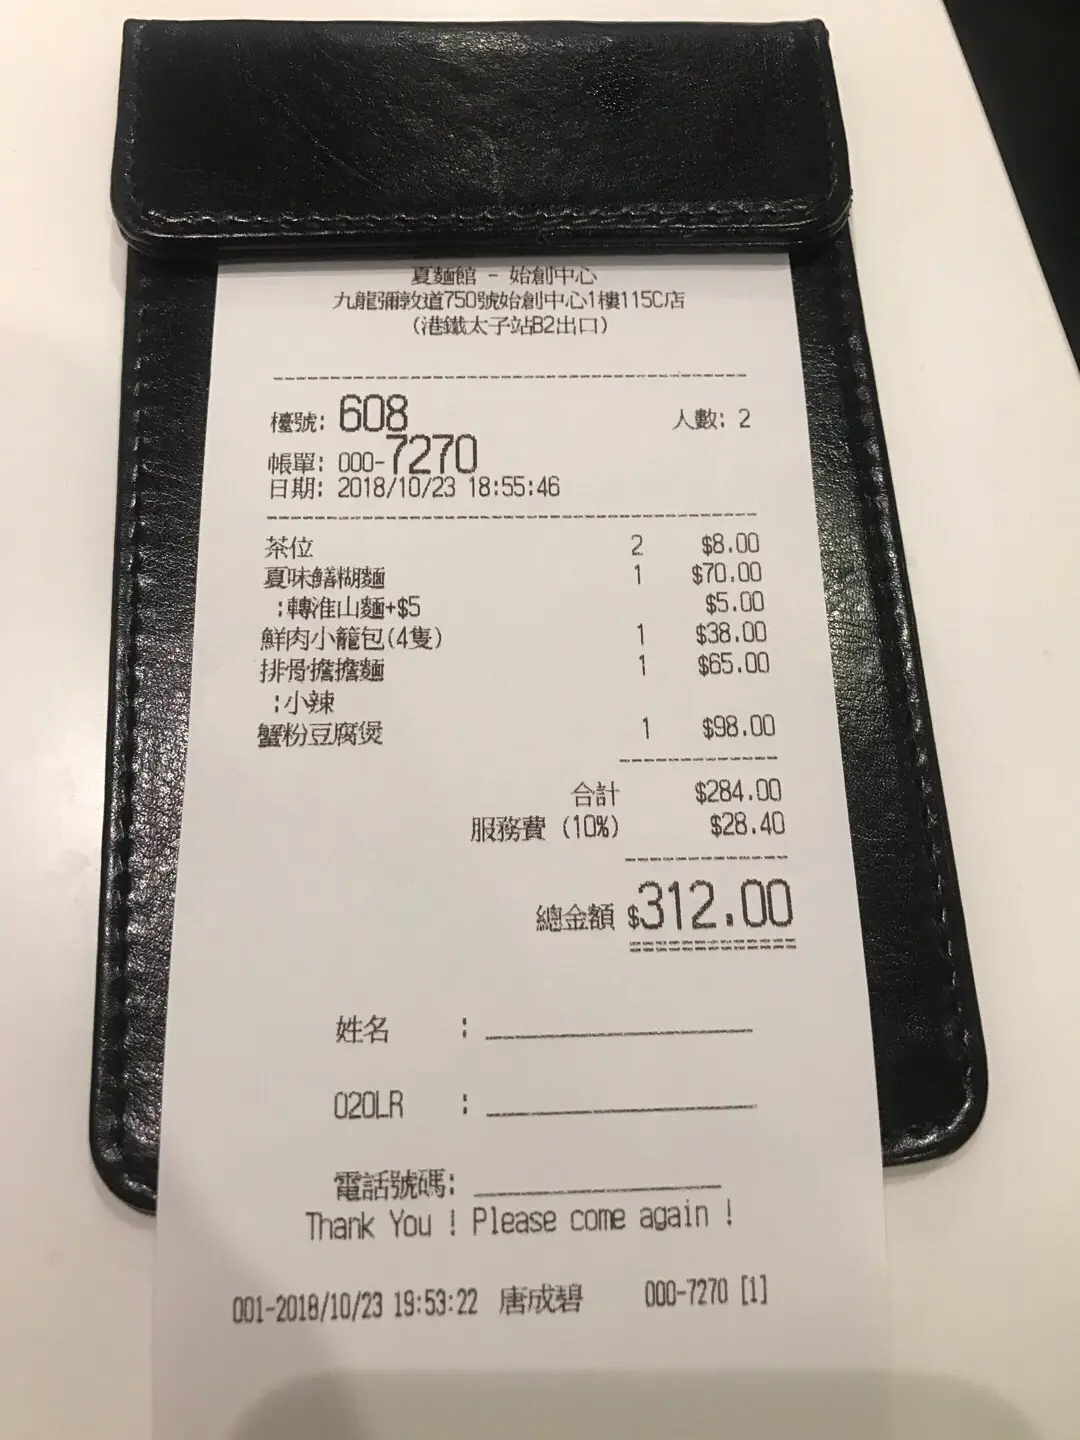 夏麵館 - 始創中心
九龍彌敦道750號始創中心1樓115C店
(港鐵太子站B2出口)
檯號: 608 人數: 2
帳單: 000-7270
日期: 2018/10/23 18:55:46
茶位 2 $8.00
夏味鱔糊麵 1 $70.00
:轉淮山麵+$5 $5.00
鮮肉小籠包(4隻) 1 $38.00
排骨擔擔麵 1 $65.00
:小辣
蟹粉豆腐煲 1 $98.00
合計 $284.00
服務費 (10%) $28.40
總金額 $312.00
姓名 :
020LR :
電話號碼:
Thank You ! Please come again !
001-2018/10/23 19:53:22 唐成碧 000-7270 [1]